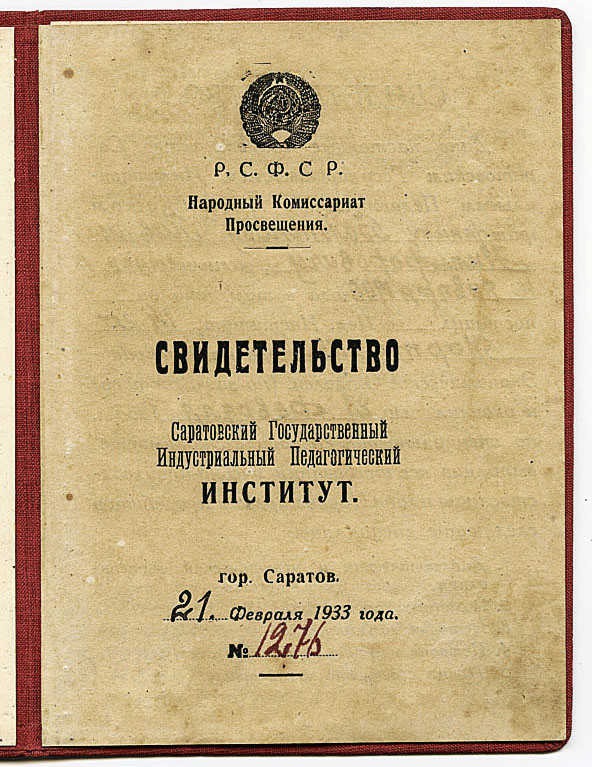 Р. С. Ф. С Р.
Народный Комиссариат
Просвещения.
СВИДЕТЕЛЬСТВО
Саратовский Государственный
Индустриальный Педагогический
ИНСТИТУТ.
гор. Саратов.
21. Февраля 1933 года.
№ 1276